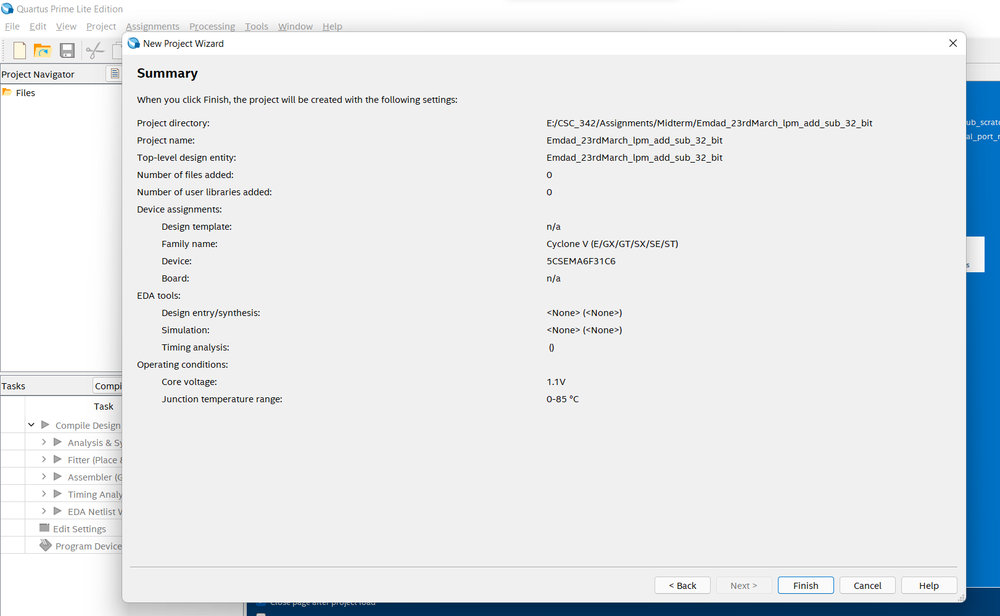 Quartus Prime Lite Edition
File Edit View Project Assignments Processing Tools Window Help
New Project Wizard
Project Navigator
Files
Summary
When you click Finish, the project will be created with the following settings:
Project directory: E:/CSC_342/Assignments/Midterm/Emdad_23rdMarch_lpm_add_sub_32_bit
Project name: Emdad_23rdMarch_lpm_add_sub_32_bit
Top-level design entity: Emdad_23rdMarch_lpm_add_sub_32_bit
Number of files added: 0
Number of user libraries added: 0
Device assignments:
Design template: n/a
Family name: Cyclone V (E/GX/GT/SX/SE/ST)
Device: 5CSEMA6F31C6
Board: n/a
EDA tools:
Design entry/synthesis: <None> (<None>)
Simulation: <None> (<None>)
Timing analysis: ()
Operating conditions:
Core voltage: 1.1V
Junction temperature range: 0-85 °C
Tasks Compi
Task
Compile Design
Analysis & Sy
Fitter (Place &
Assembler (G
Timing Analy
EDA Netlist W
Edit Settings
Program Device
< Back Next > Finish Cancel Help
Close page after project load
ub_scratc
al_port_r
s